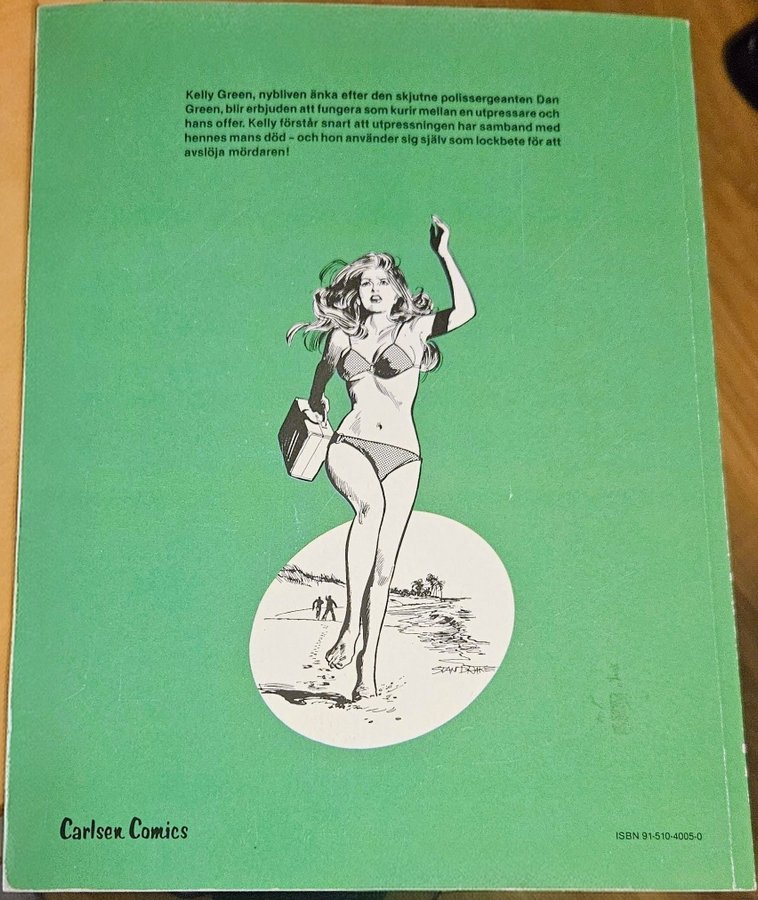 Kelly Green, nybliven änka efter den skjutne polissergeanten Dan
Green, blir erbjuden att fungera som kurir mellan en utpressare och
hans offer. Kelly förstår snart att utpressningen har samband med
hennes mans död – och hon använder sig själv som lockbete för att
avslöja mördaren!
STAN DRAKE
Carlsen Comics
ISBN 91-510-4005-0